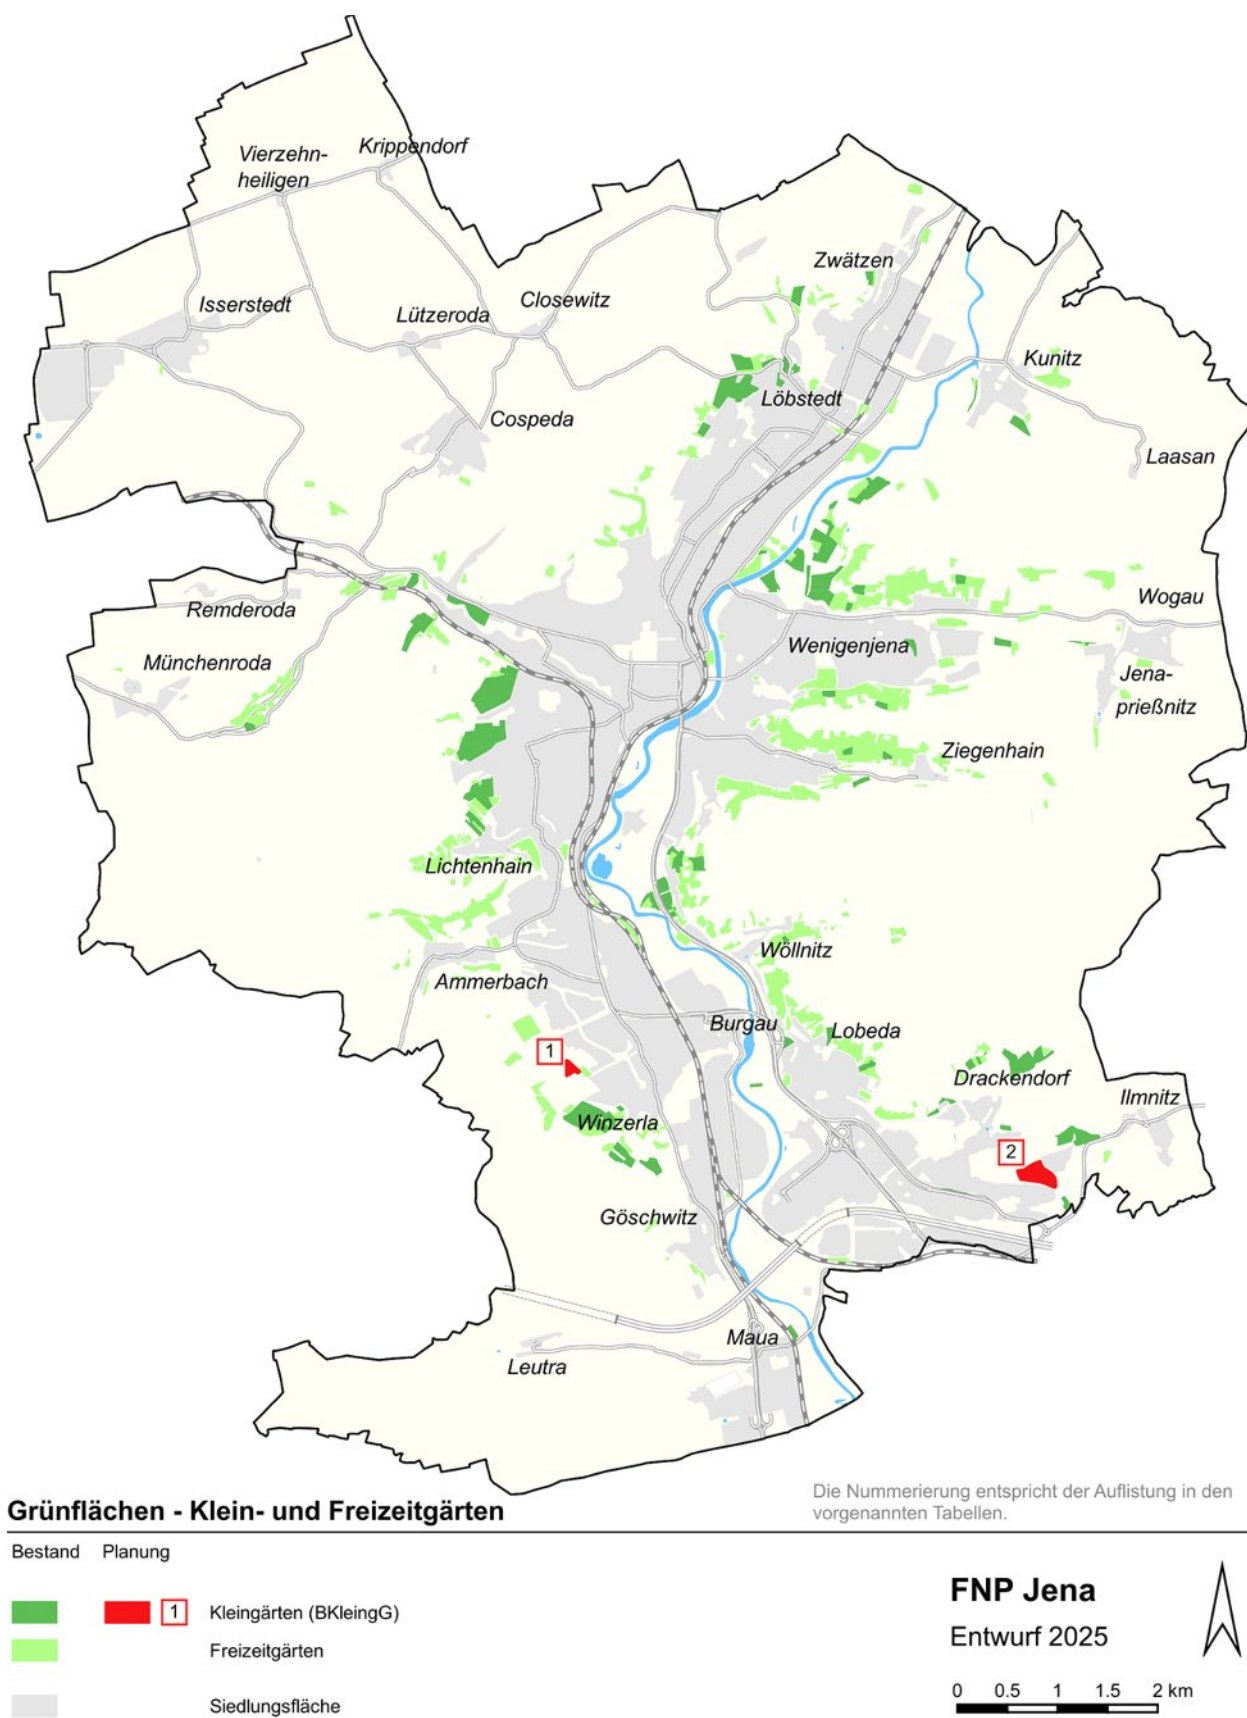 Krippendorf
Vierzehn-
heiligen
Zwätzen
Isserstedt
Closewitz
Lützeroda
Kunitz
Löbstedt
Cospeda
Laasan
Remderoda
Wogau
Wenigenjena
Münchenroda
Jena-
prießnitz
Ziegenhain
Lichtenhain
Wöllnitz
Ammerbach
Burgau
Lobeda
1
Drackendorf
Ilmnitz
Winzerla
2
Göschwitz
Maua
Leutra
Die Nummerierung entspricht der Auflistung in den
vorgenannten Tabellen.
Grünflächen - Klein- und Freizeitgärten
Bestand Planung
1 Kleingärten (BKleingG)
Freizeitgärten
Siedlungsfläche
FNP Jena
Entwurf 2025
0 0.5 1 1.5 2 km